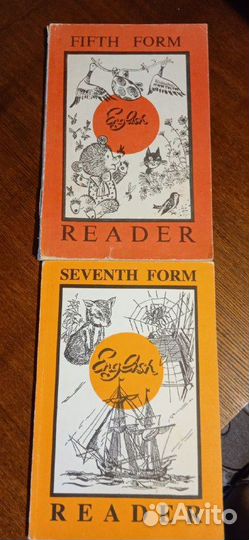 FIFTH FORM
English
READER
SEVENTH FORM
English
READER
Avito